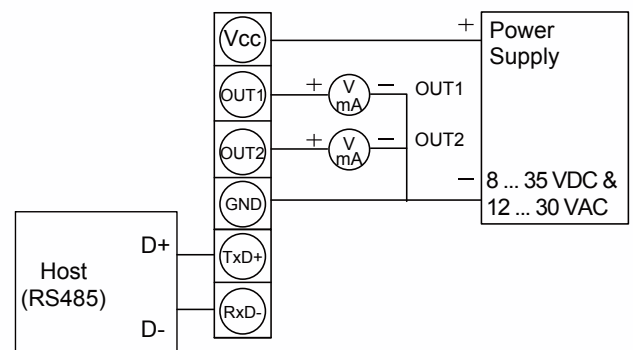 Vcc
+
Power
Supply
OUT1
+
V
mA
−
OUT1
OUT2
+
V
mA
−
OUT2
GND
−
8 ... 35 VDC &
12 ... 30 VAC
Host
(RS485)
D+
TxD+
D-
RxD-